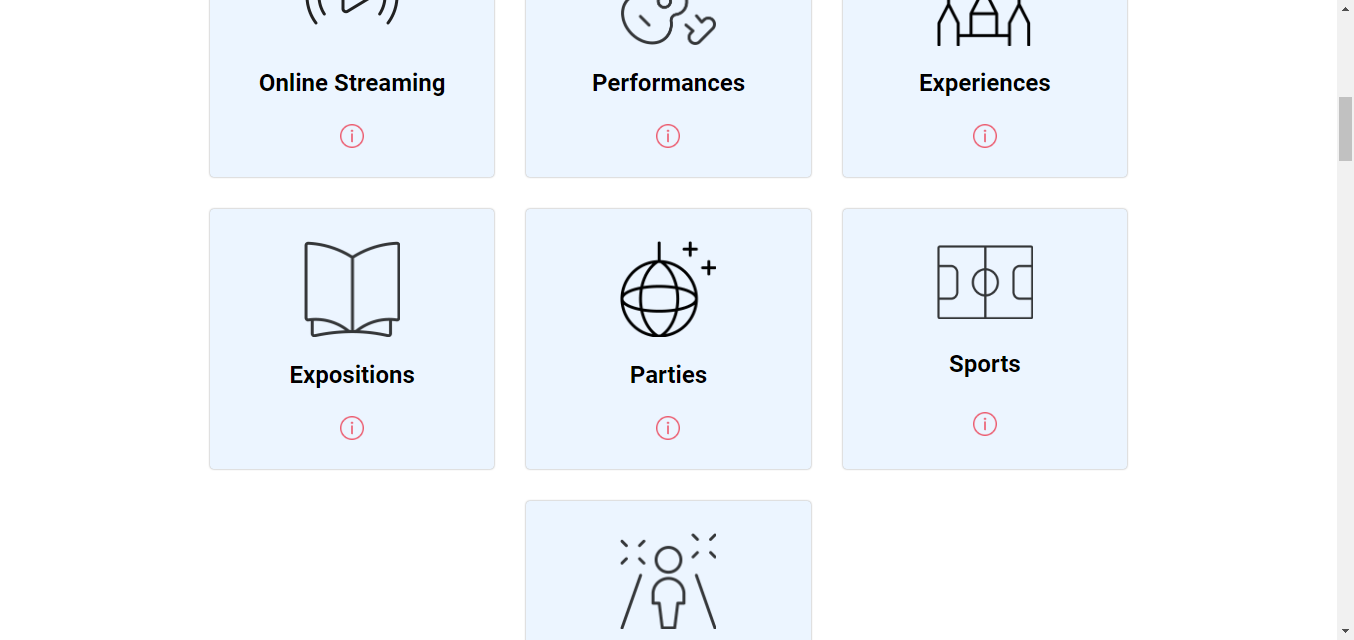 Online Streaming
Performances
Experiences
Expositions
Parties
Sports